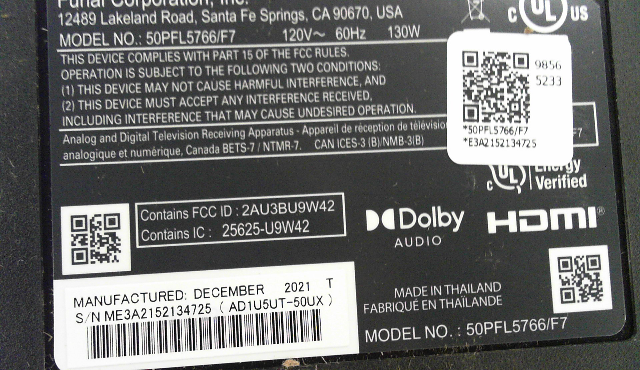 Funai Corporation, Inc.
12489 Lakeland Road, Santa Fe Springs, CA 90670, USA
MODEL NO.: 50PFL5766/F7 120V~ 60Hz 130W
C UL US
THIS DEVICE COMPLIES WITH PART 15 OF THE FCC RULES.
OPERATION IS SUBJECT TO THE FOLLOWING TWO CONDITIONS:
(1) THIS DEVICE MAY NOT CAUSE HARMFUL INTERFERENCE, AND
(2) THIS DEVICE MUST ACCEPT ANY INTERFERENCE RECEIVED,
INCLUDING INTERFERENCE THAT MAY CAUSE UNDESIRED OPERATION.
Analog and Digital Television Receiving Apparatus - Appareil de réception de télévision
analogique et numérique, Canada BETS-7 / NTMR-7. CAN ICES-3 (B)/NMB-3(B)
9856
5233
*50PFL5766/F7
*E3A2152134725
F7
C UL Energy
Verified
Contains FCC ID : 2AU3BU9W42
Contains IC : 25625-U9W42
Dolby
AUDIO
HDMI®
MANUFACTURED: DECEMBER 2021 T
S/N ME3A2152134725 ( AD1U5UT-50UX )
MADE IN THAILAND
FABRIQUÉ EN THAÏLANDE
MODEL NO. : 50PFL5766/F7